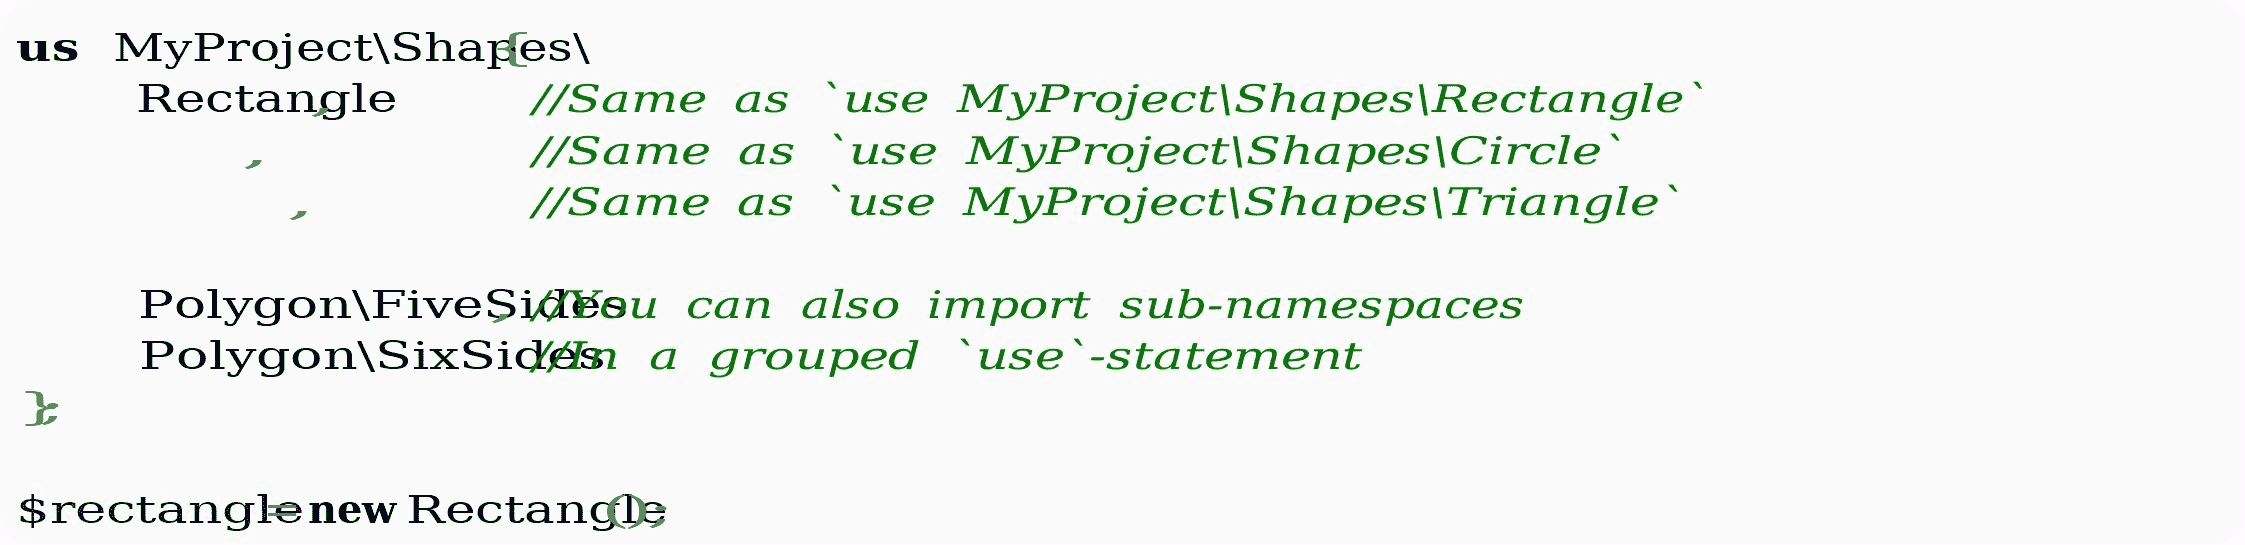 us MyProject\Shapes\{
Rectangle, //Same as `use MyProject\Shapes\Rectangle`
, //Same as `use MyProject\Shapes\Circle`
, //Same as `use MyProject\Shapes\Triangle`
Polygon\FiveSides, //You can also import sub-namespaces
Polygon\SixSides //In a grouped `use`-statement
};
$rectangle = new Rectangle();